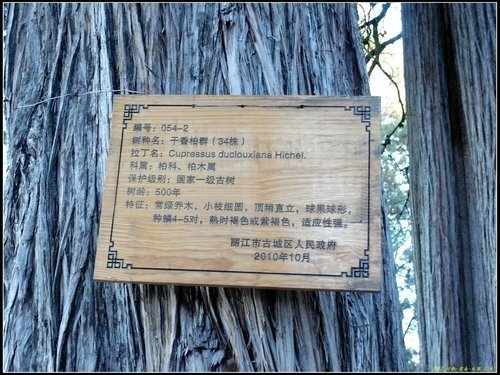 编号：054-2
树种名：干香柏群（34株）
拉丁名：Cupressus duclouxiana Hichel.
科属：柏科、柏木属
保护级别：国家一级古树
树龄：500年
特征：常绿乔木，小枝细圆，顶稍直立，球果球形，
种鳞4-5对，熟时褐色或紫褐色，适应性强。
丽江市古城区人民政府
2010年10月